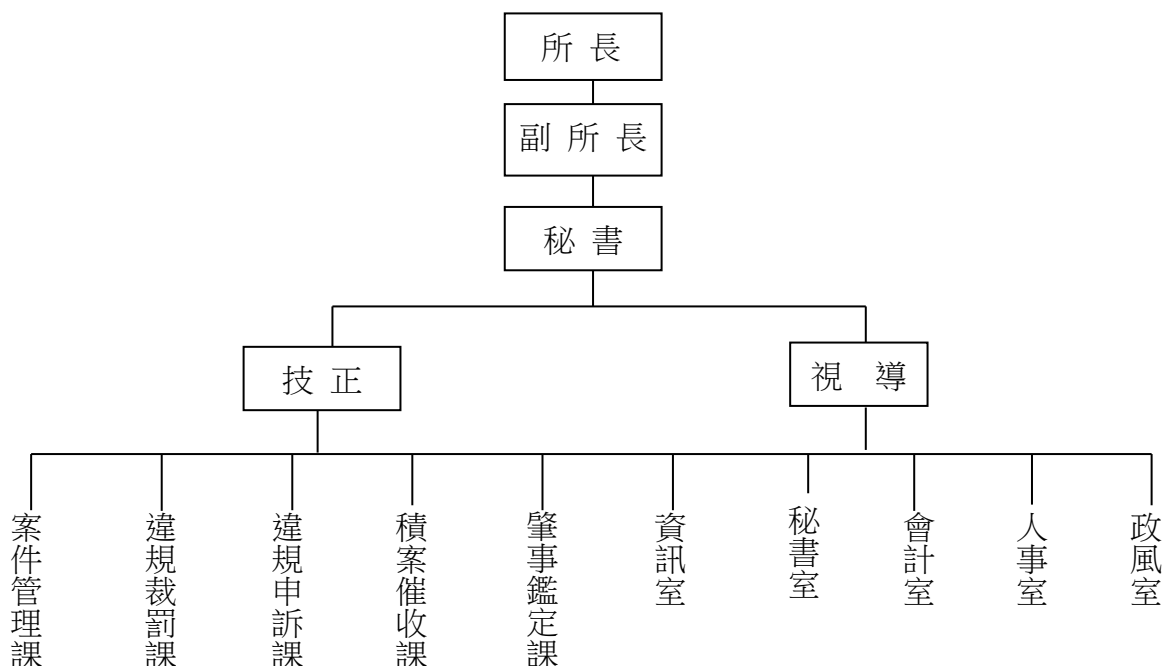 所長
副所長
秘書
技正
視導
案件管理課
違規裁罰課
違規申訴課
積案催收課
肇事鑑定課
資訊室
秘書室
會計室
人事室
政風室